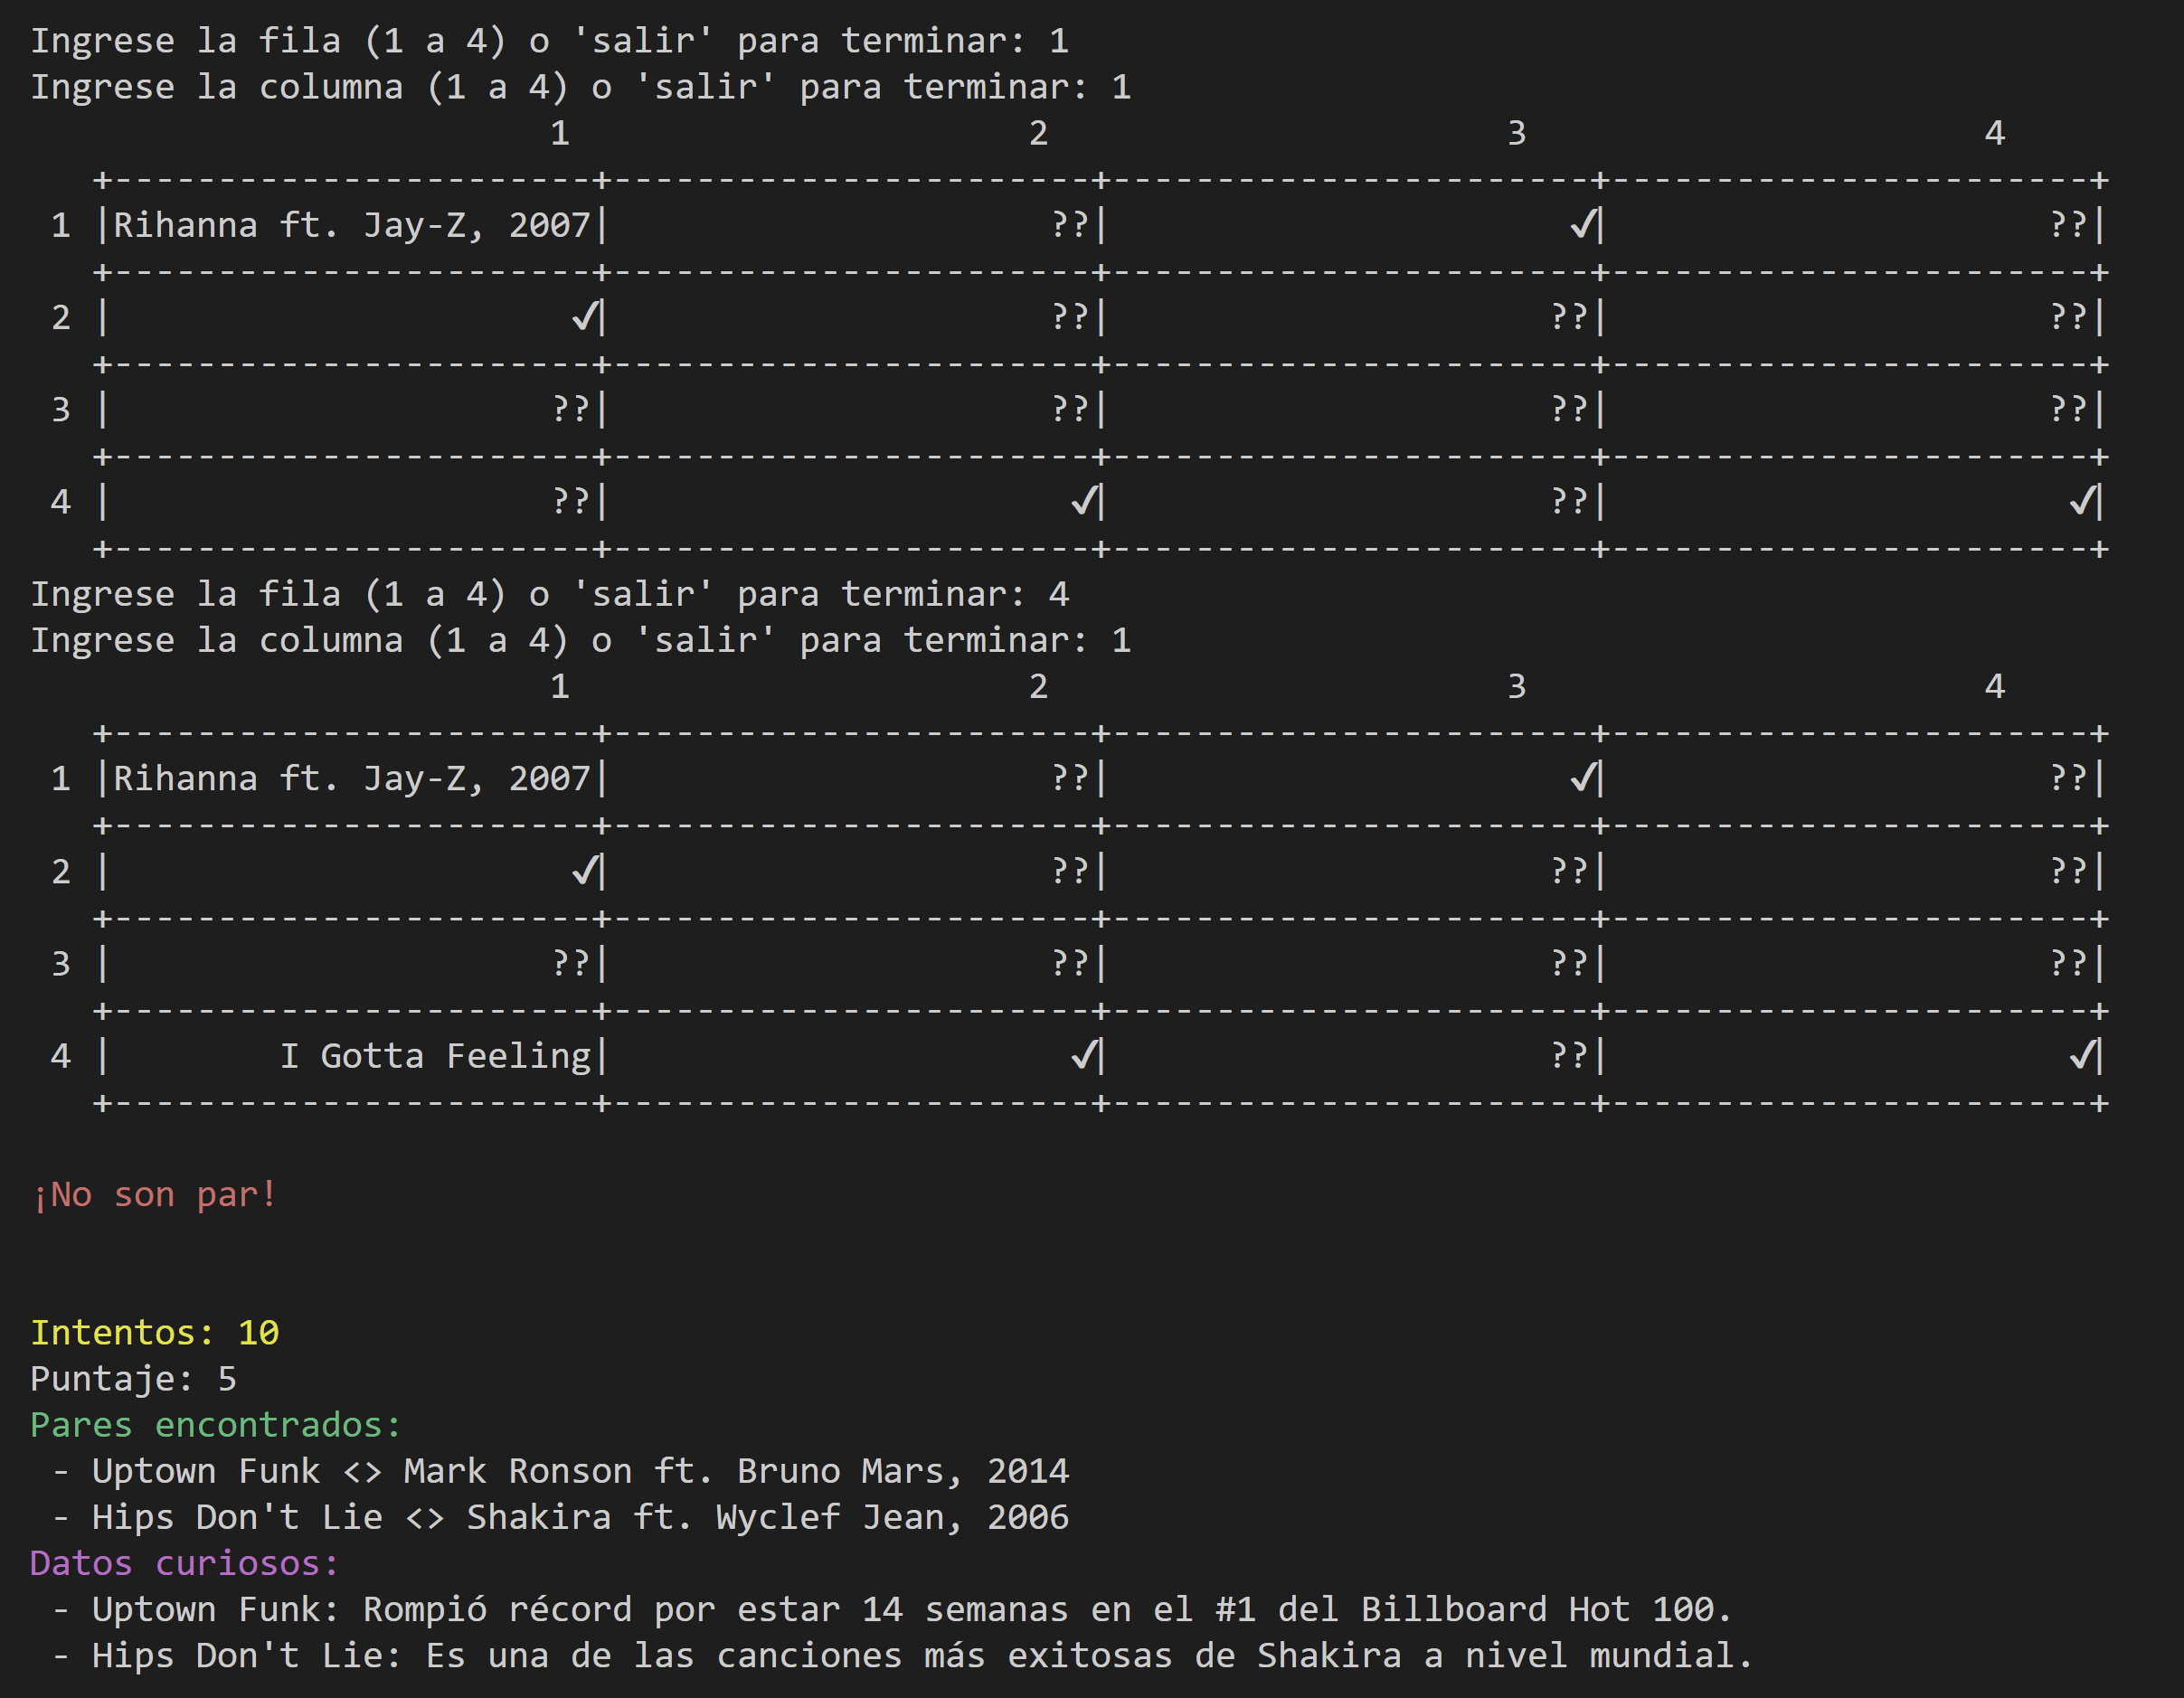 Ingrese la fila (1 a 4) o 'salir' para terminar: 1
Ingrese la columna (1 a 4) o 'salir' para terminar: 1
                         1                      2                      3                      4
   +-----------------------+-----------------------+-----------------------+-----------------------+
 1 |Rihanna ft. Jay-Z, 2007|                     ??|                      ✓|                     ??|
   +-----------------------+-----------------------+-----------------------+-----------------------+
 2 |                      ✓|                     ??|                     ??|                     ??|
   +-----------------------+-----------------------+-----------------------+-----------------------+
 3 |                     ??|                     ??|                     ??|                     ??|
   +-----------------------+-----------------------+-----------------------+-----------------------+
 4 |                     ??|                      ✓|                     ??|                      ✓|
   +-----------------------+-----------------------+-----------------------+-----------------------+
Ingrese la fila (1 a 4) o 'salir' para terminar: 4
Ingrese la columna (1 a 4) o 'salir' para terminar: 1
                         1                      2                      3                      4
   +-----------------------+-----------------------+-----------------------+-----------------------+
 1 |Rihanna ft. Jay-Z, 2007|                     ??|                      ✓|                     ??|
   +-----------------------+-----------------------+-----------------------+-----------------------+
 2 |                      ✓|                     ??|                     ??|                     ??|
   +-----------------------+-----------------------+-----------------------+-----------------------+
 3 |                     ??|                     ??|                     ??|                     ??|
   +-----------------------+-----------------------+-----------------------+-----------------------+
 4 |        I Gotta Feeling|                      ✓|                     ??|                      ✓|
   +-----------------------+-----------------------+-----------------------+-----------------------+
¡No son par!
Intentos: 10
Puntaje: 5
Pares encontrados:
 - Uptown Funk <> Mark Ronson ft. Bruno Mars, 2014
 - Hips Don't Lie <> Shakira ft. Wyclef Jean, 2006
Datos curiosos:
 - Uptown Funk: Rompió récord por estar 14 semanas en el #1 del Billboard Hot 100.
 - Hips Don't Lie: Es una de las canciones más exitosas de Shakira a nivel mundial.